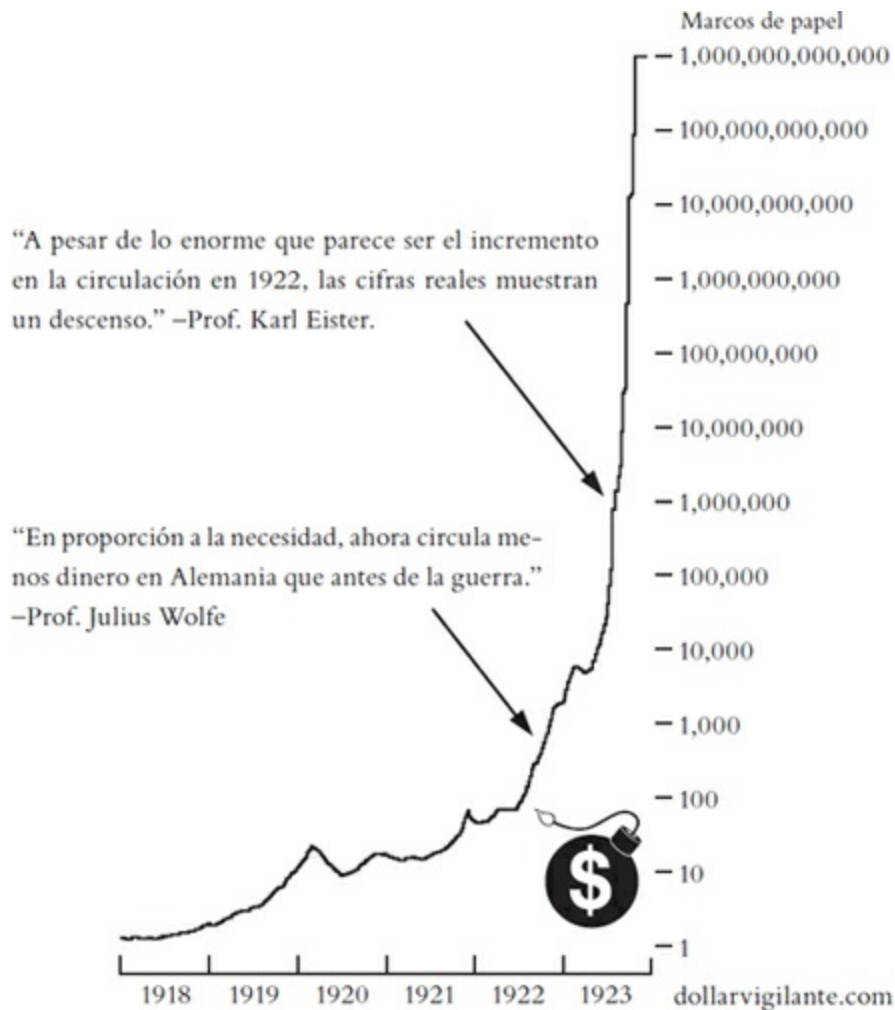 Marcos de papel
1,000,000,000,000
100,000,000,000
10,000,000,000
“A pesar de lo enorme que parece ser el incremento
en la circulación en 1922, las cifras reales muestran
un descenso.” –Prof. Karl Eister.
1,000,000,000
100,000,000
10,000,000
1,000,000
“En proporción a la necesidad, ahora circula me-
nos dinero en Alemania que antes de la guerra.”
–Prof. Julius Wolfe
100,000
10,000
1,000
100
$
10
1
1918 1919 1920 1921 1922 1923
dollarvigilante.com